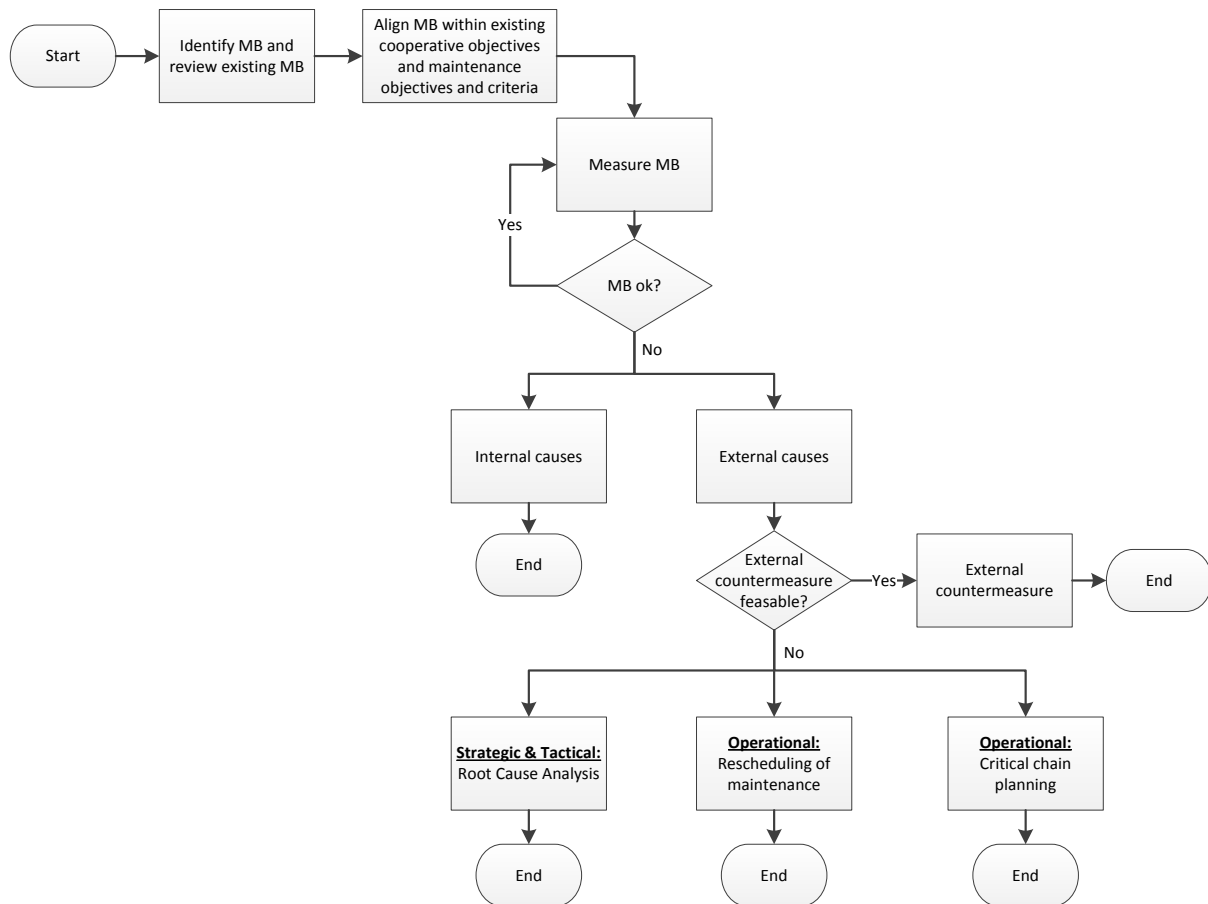 Start
Identify MB and
review existing MB
Align MB within existing
cooperative objectives
and maintenance
objectives and criteria
Measure MB
Yes
MB ok?
No
Internal causes
External causes
End
External
countermeasure
feasable?
Yes
External
countermeasure
End
No
Strategic & Tactical:
Root Cause Analysis
Operational:
Rescheduling of
maintenance
Operational:
Critical chain
planning
End
End
End